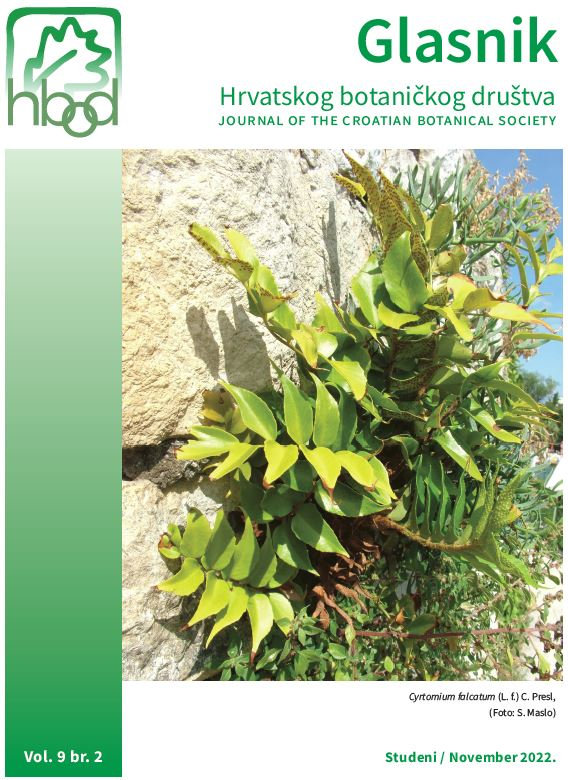 hbod
Glasnik
Hrvatskog botaničkog društva
JOURNAL OF THE CROATIAN BOTANICAL SOCIETY
Cyrtomium falcatum (L. f.) C. Presl,
(Foto: S. Maslo)
Vol. 9 br. 2
Studeni / November 2022.